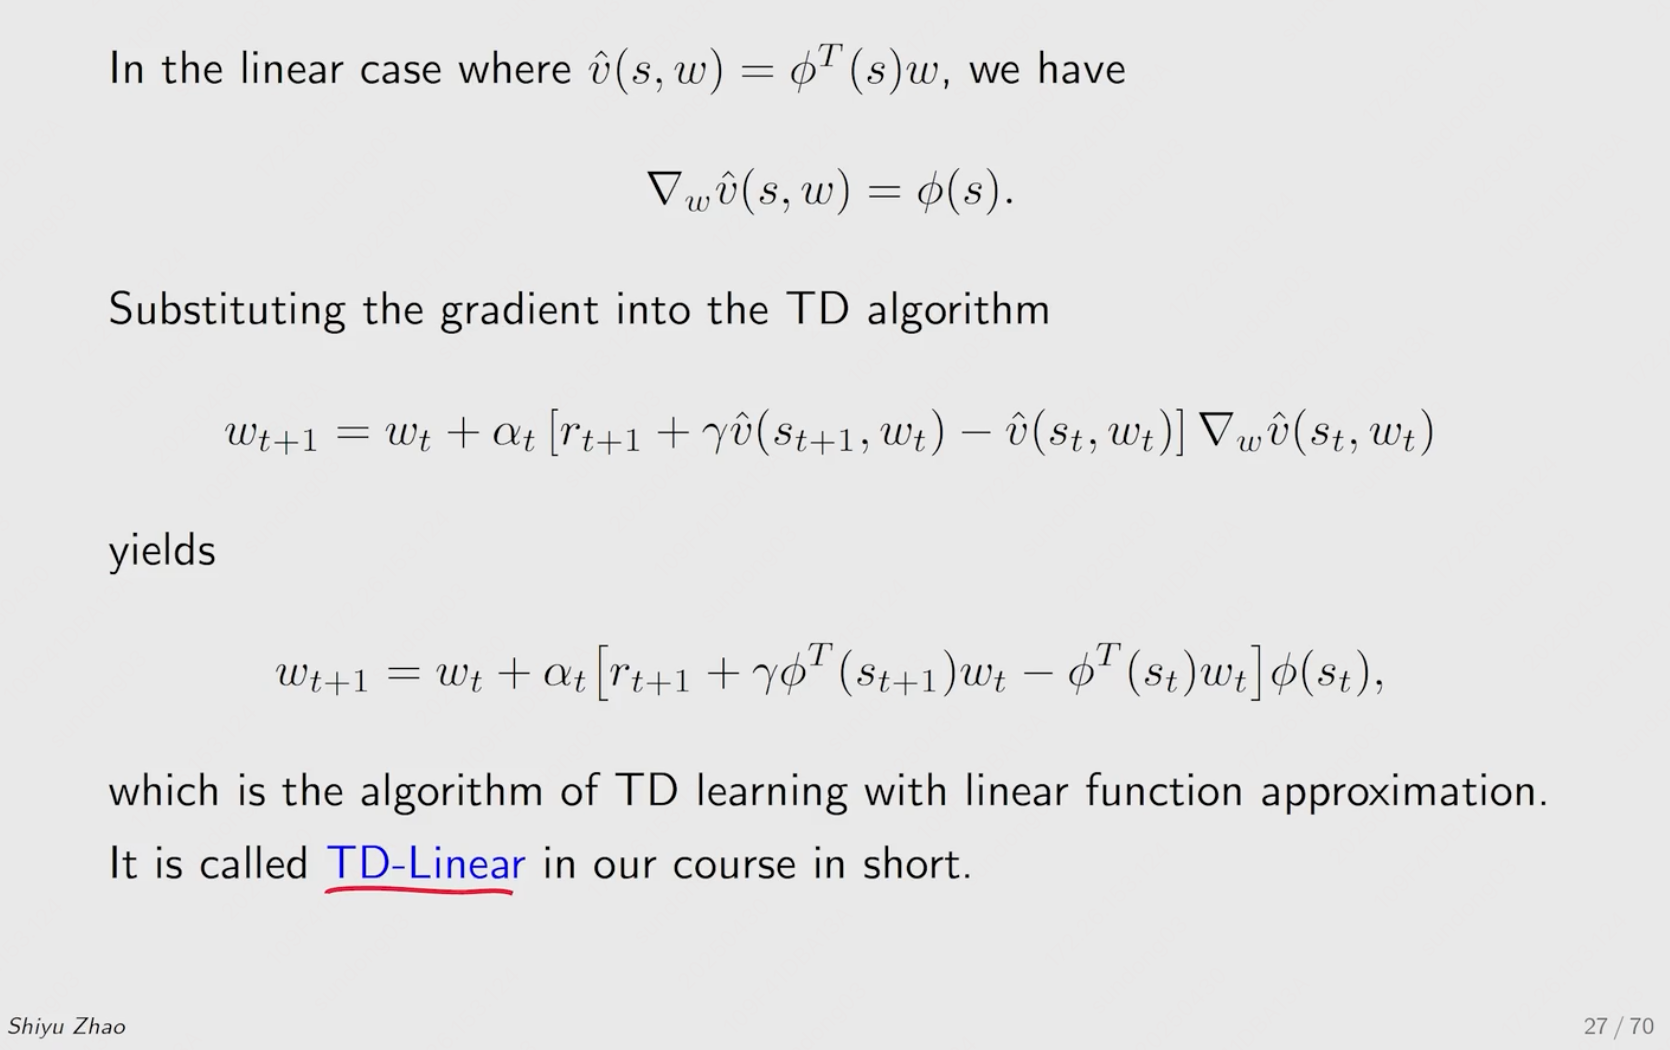 In the linear case where $\hat{v}(s, w) = \phi^T(s)w$, we have
$\nabla_w \hat{v}(s, w) = \phi(s).$
Substituting the gradient into the TD algorithm
$w_{t+1} = w_t + \alpha_t \left[ r_{t+1} + \gamma \hat{v}(s_{t+1}, w_t) - \hat{v}(s_t, w_t) \right] \nabla_w \hat{v}(s_t, w_t)$
yields
$w_{t+1} = w_t + \alpha_t \left[ r_{t+1} + \gamma \phi^T(s_{t+1}) w_t - \phi^T(s_t) w_t \right] \phi(s_t),$
which is the algorithm of TD learning with linear function approximation.
It is called TD-Linear in our course in short.
Shiyu Zhao
27 / 70